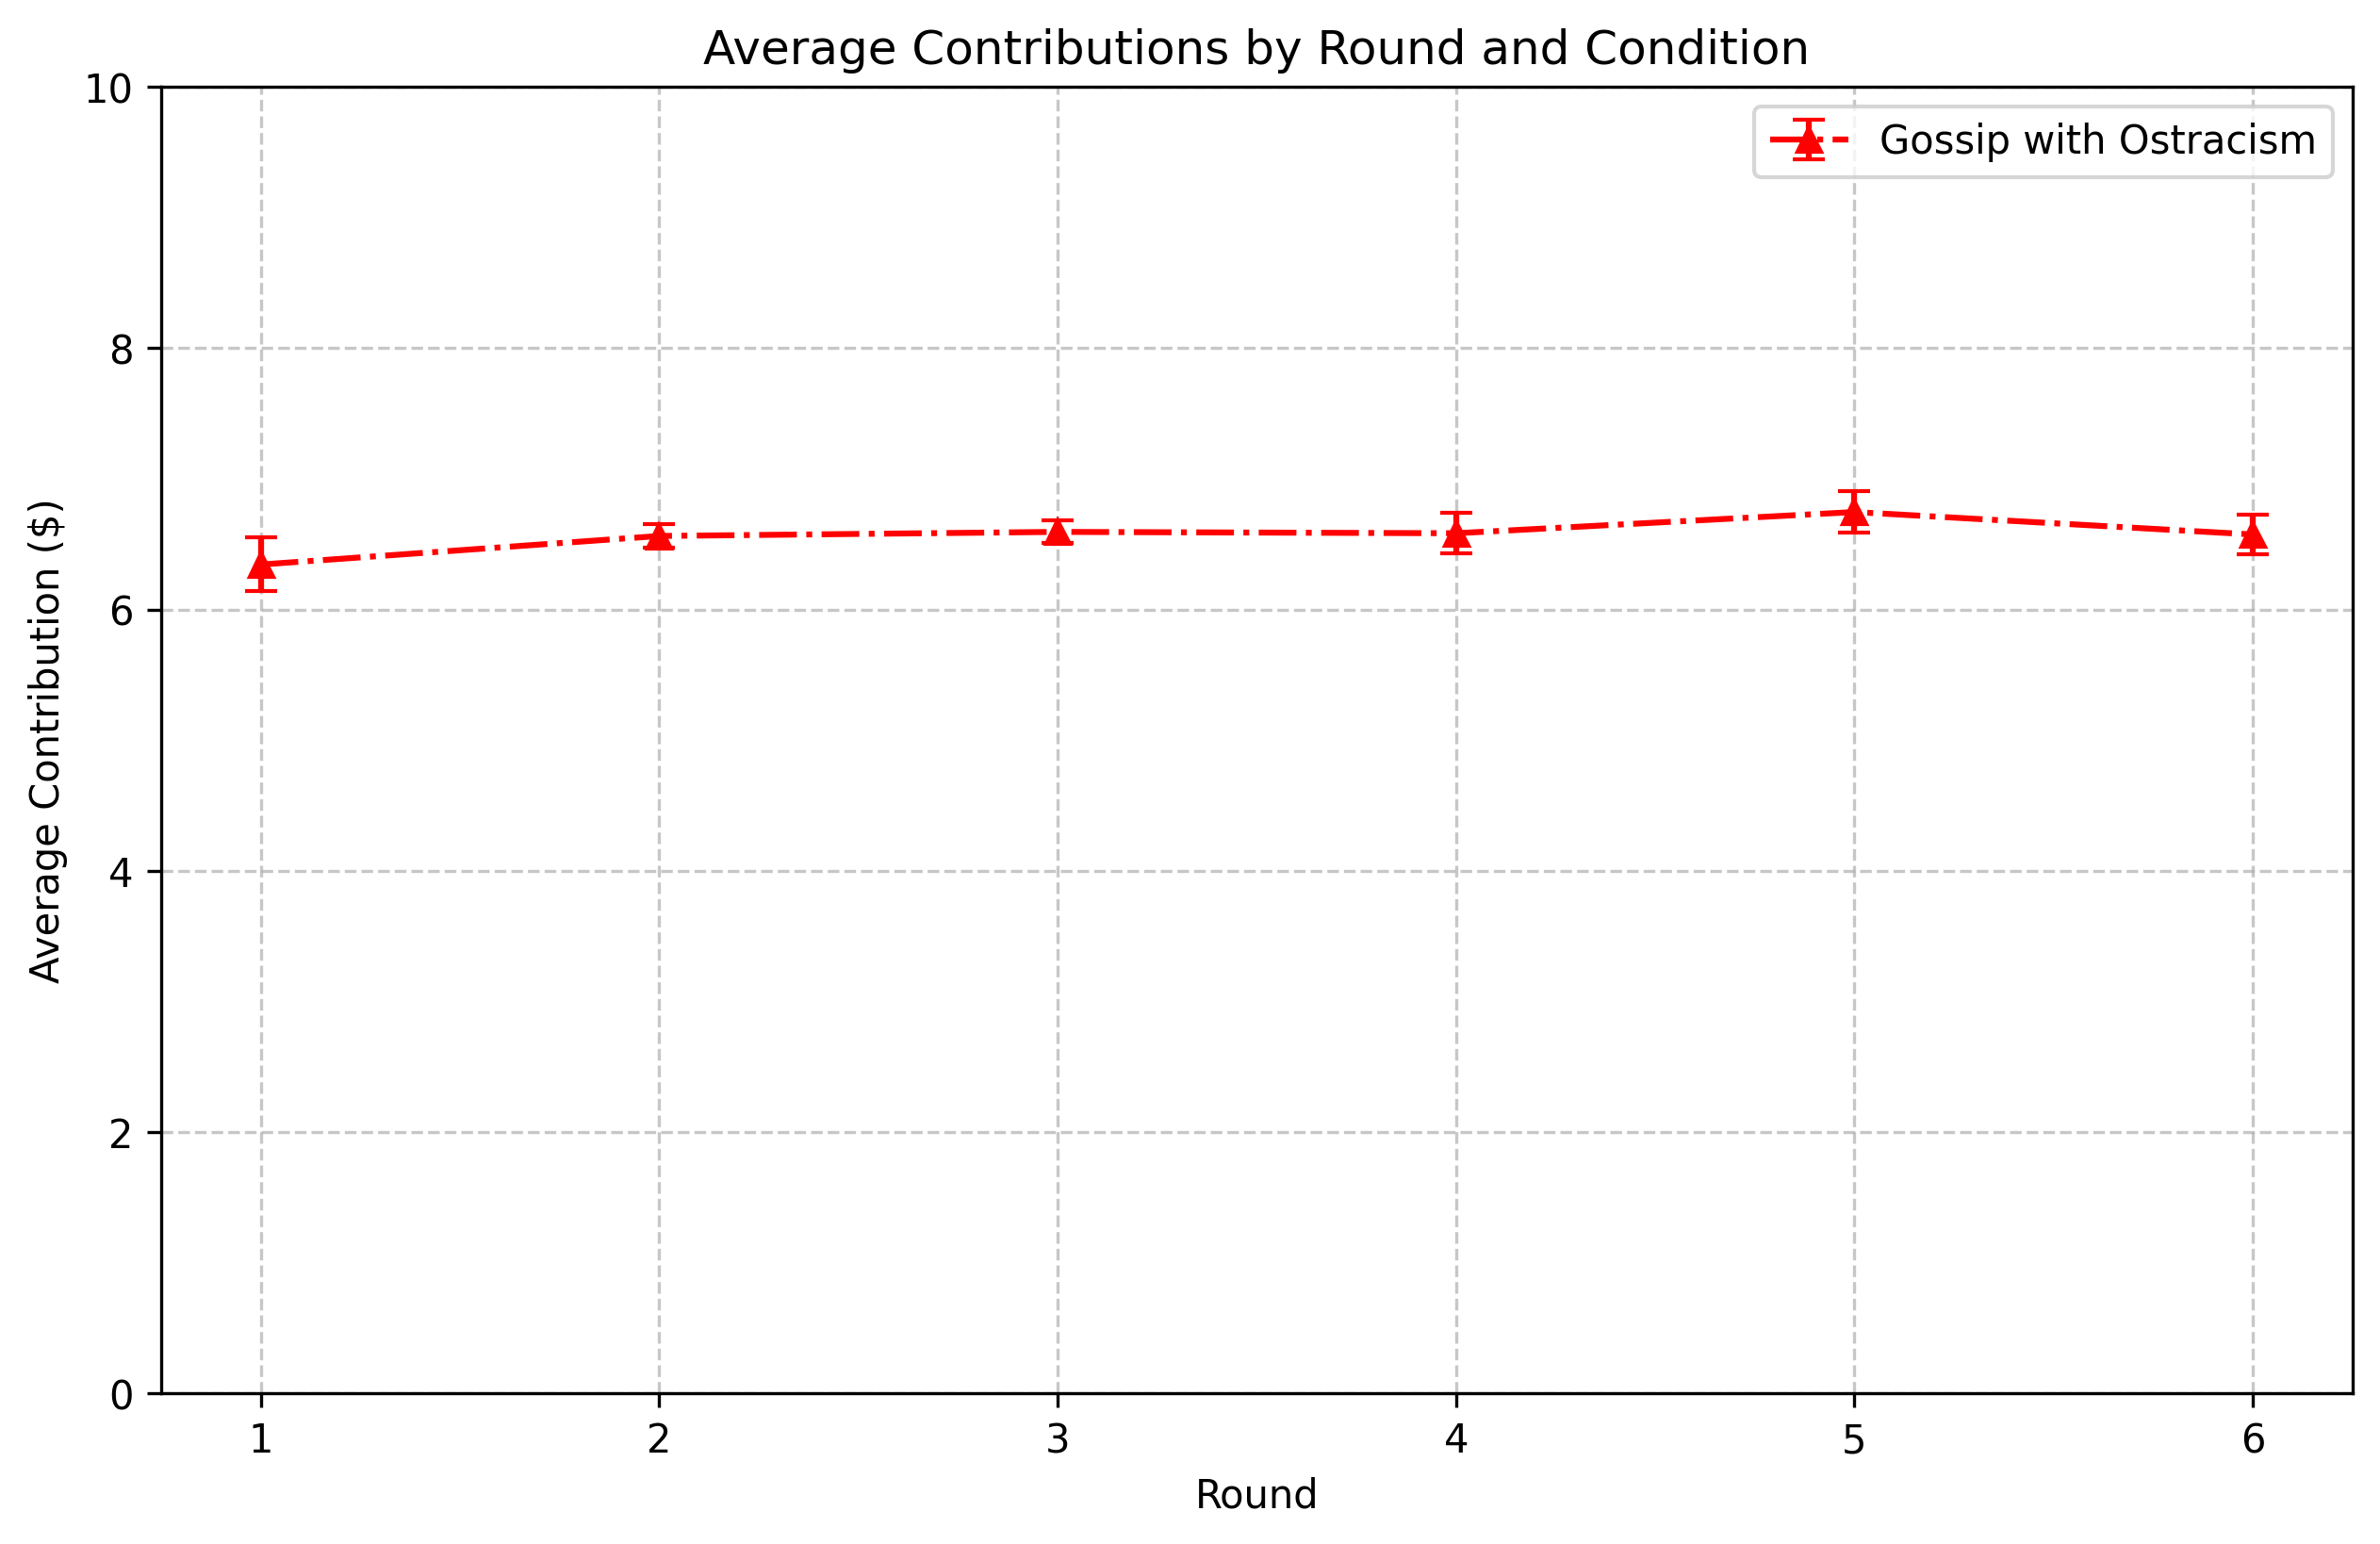 Average Contributions by Round and Condition
Gossip with Ostracism
Average Contribution ($)
10
8
6
4
2
0
1 2 3 4 5 6
Round